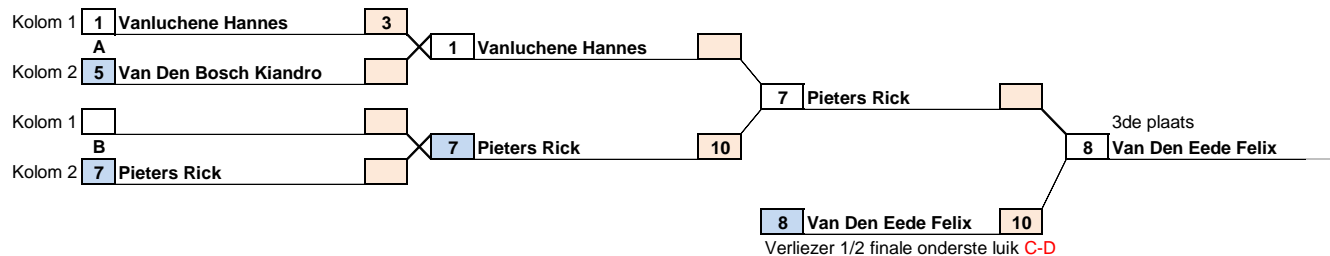 Kolom 1 1 Vanluchene Hannes 3
A
Kolom 2 5 Van Den Bosch Kiandro
1 Vanluchene Hannes
7 Pieters Rick
Kolom 1
B
Kolom 2 7 Pieters Rick
7 Pieters Rick 10
3de plaats
8 Van Den Eede Felix
8 Van Den Eede Felix 10
Verliezer 1/2 finale onderste luik C-D